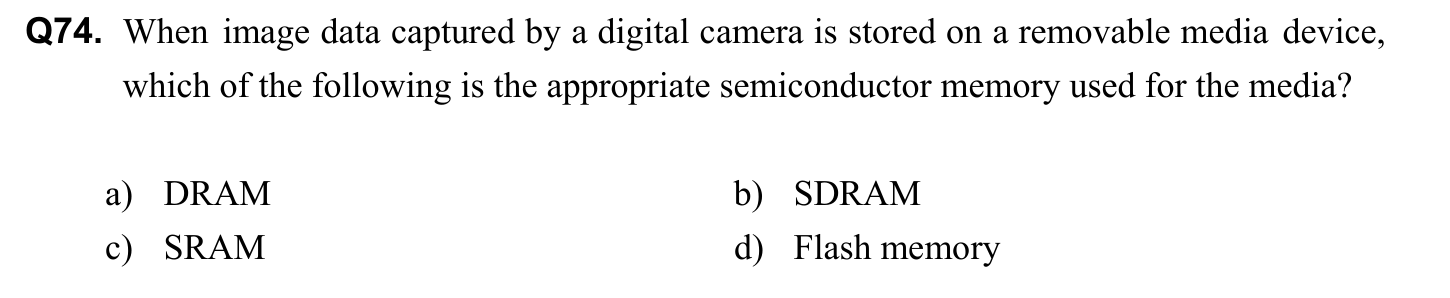 Q74. When image data captured by a digital camera is stored on a removable media device,
which of the following is the appropriate semiconductor memory used for the media?
a) DRAM b) SDRAM
c) SRAM d) Flash memory